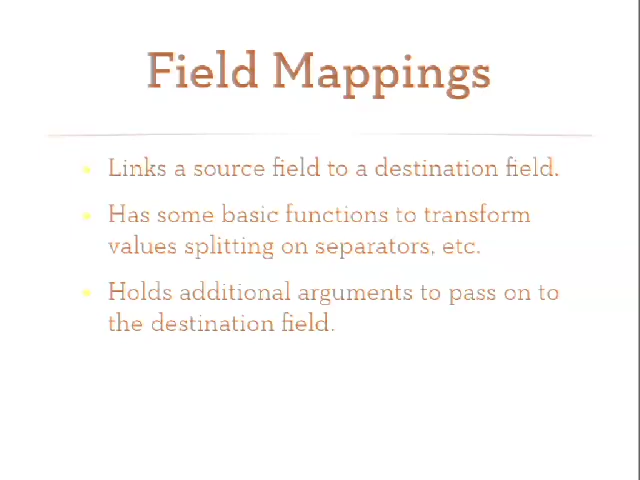 Field Mappings
Links a source field to a destination field.
Has some basic functions to transform
values splitting on separators, etc.
Holds additional arguments to pass on to
the destination field.